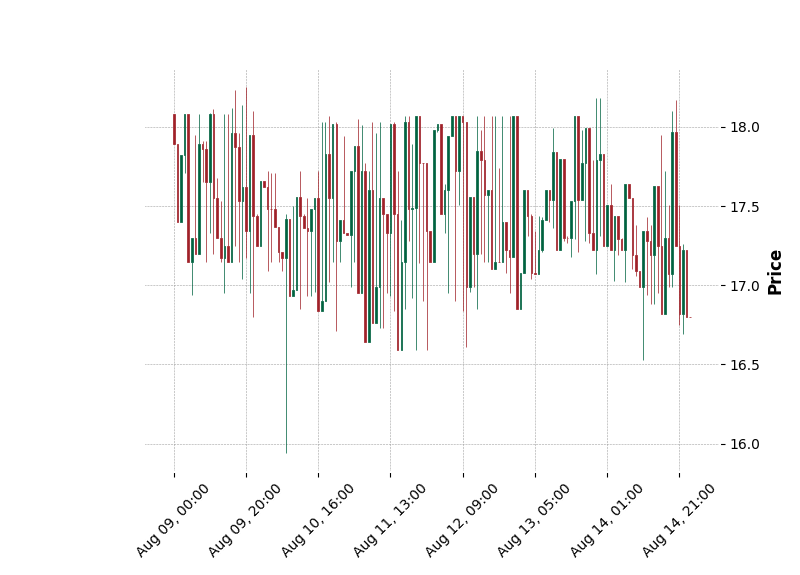 18.0
17.5
17.0
16.5
16.0
Price
Aug 09, 00:00
Aug 09, 20:00
Aug 10, 16:00
Aug 11, 13:00
Aug 12, 09:00
Aug 13, 05:00
Aug 14, 01:00
Aug 14, 21:00